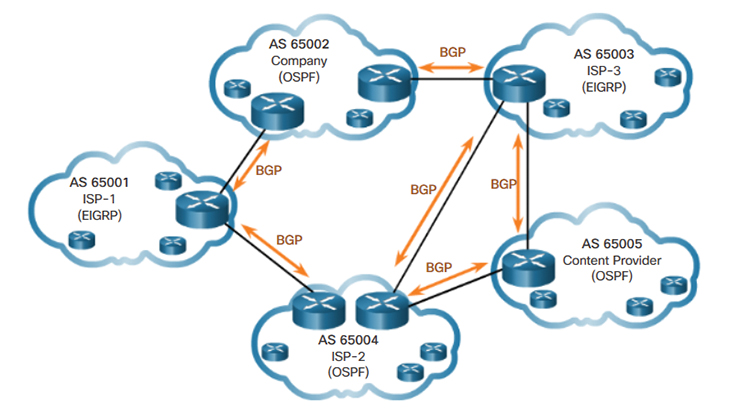 AS 65002
Company
(OSPF)
BGP
AS 65003
ISP-3
(EIGRP)
BGP
AS 65001
ISP-1
(EIGRP)
BGP
BGP
BGP
AS 65005
Content Provider
(OSPF)
BGP
AS 65004
ISP-2
(OSPF)